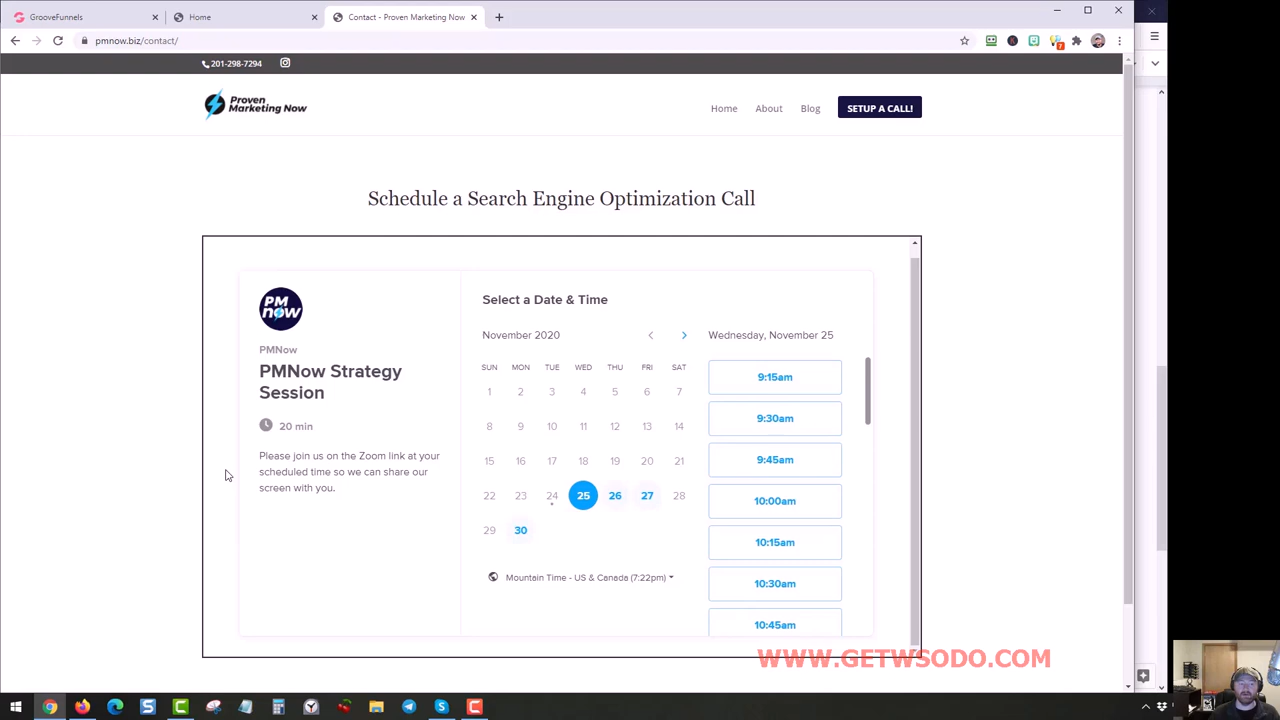 GrooveFunnels
Home
Contact - Proven Marketing Now
pmnow.biz/contact/
7
201-298-7294
Proven
Marketing Now
Home
About
Blog
SETUP A CALL!
Schedule a Search Engine Optimization Call
PM
now
PMNow
PMNow Strategy
Session
20 min
Please join us on the Zoom link at your
scheduled time so we can share our
screen with you.
Select a Date & Time
November 2020
SUN MON TUE WED THU FRI SAT
1 2 3 4 5 6 7
8 9 10 11 12 13 14
15 16 17 18 19 20 21
22 23 24 25 26 27 28
29 30
Mountain Time - US & Canada (7:22pm)
Wednesday, November 25
9:15am
9:30am
9:45am
10:00am
10:15am
10:30am
10:45am
WWW.GETWSODO.COM